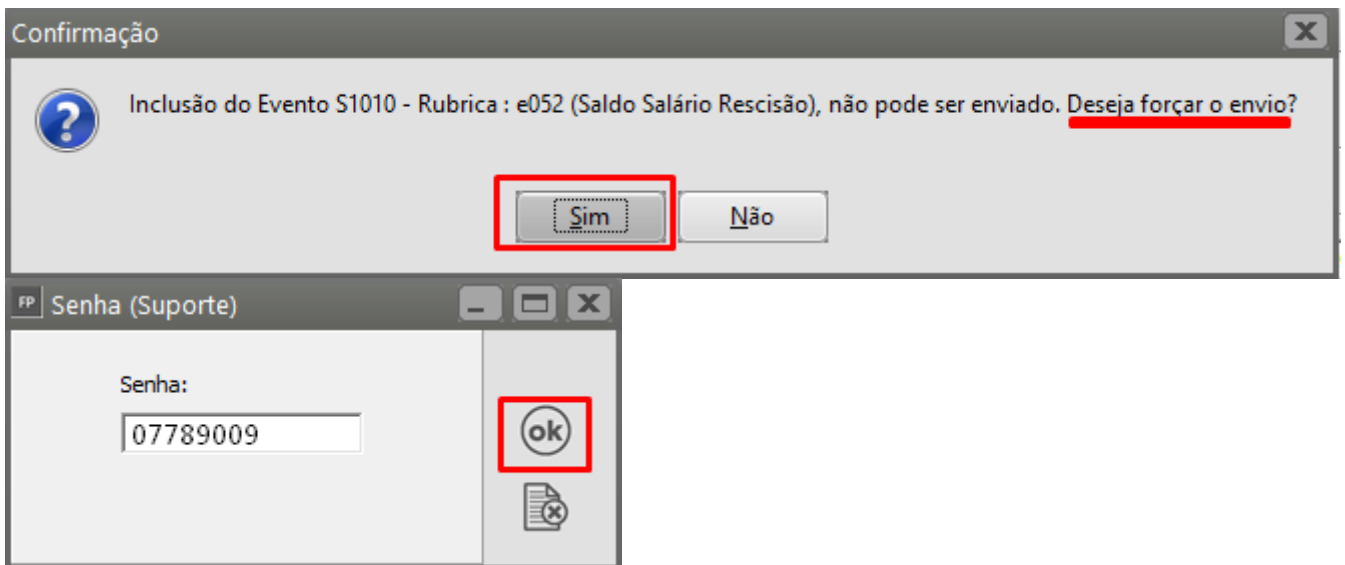 Confirmação
Inclusão do Evento S1010 - Rubrica : e052 (Saldo Salário Rescisão), não pode ser enviado. Deseja forçar o envio?
Sim
Não
FP Senha (Suporte)
Senha:
07789009
ok